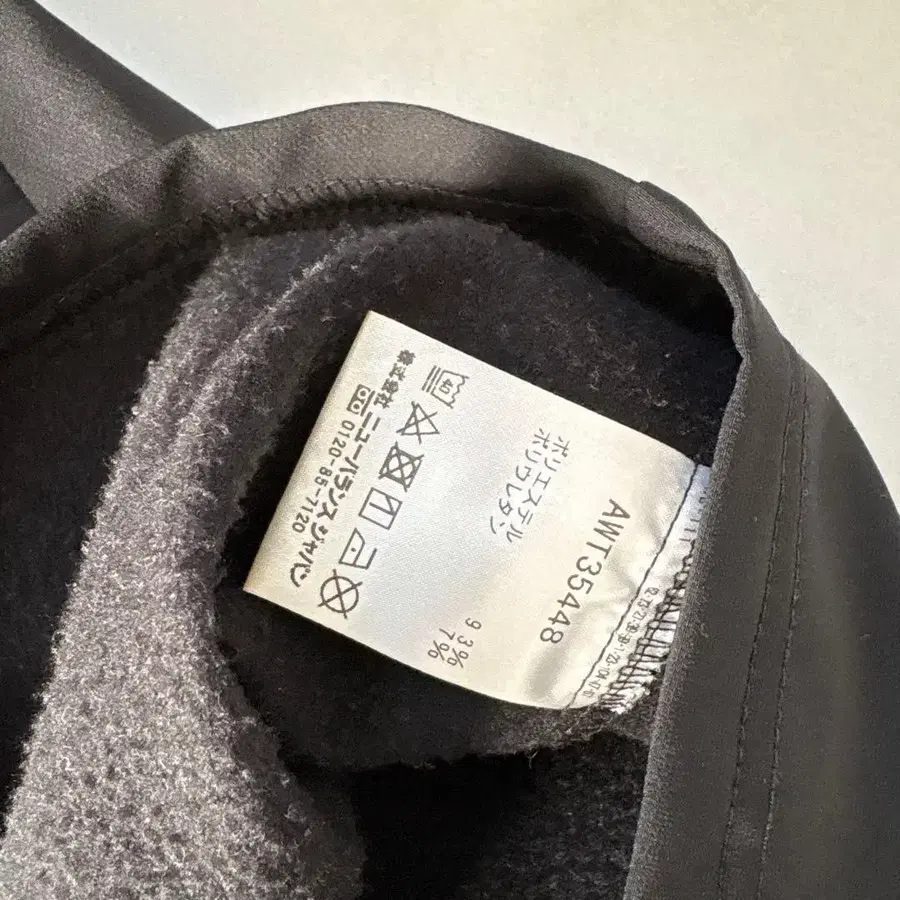 AWT35448
ポリエステル 93%
ポリウレタン 7%
40
株式会社 ニューバランスジャパン
0120-85-7120